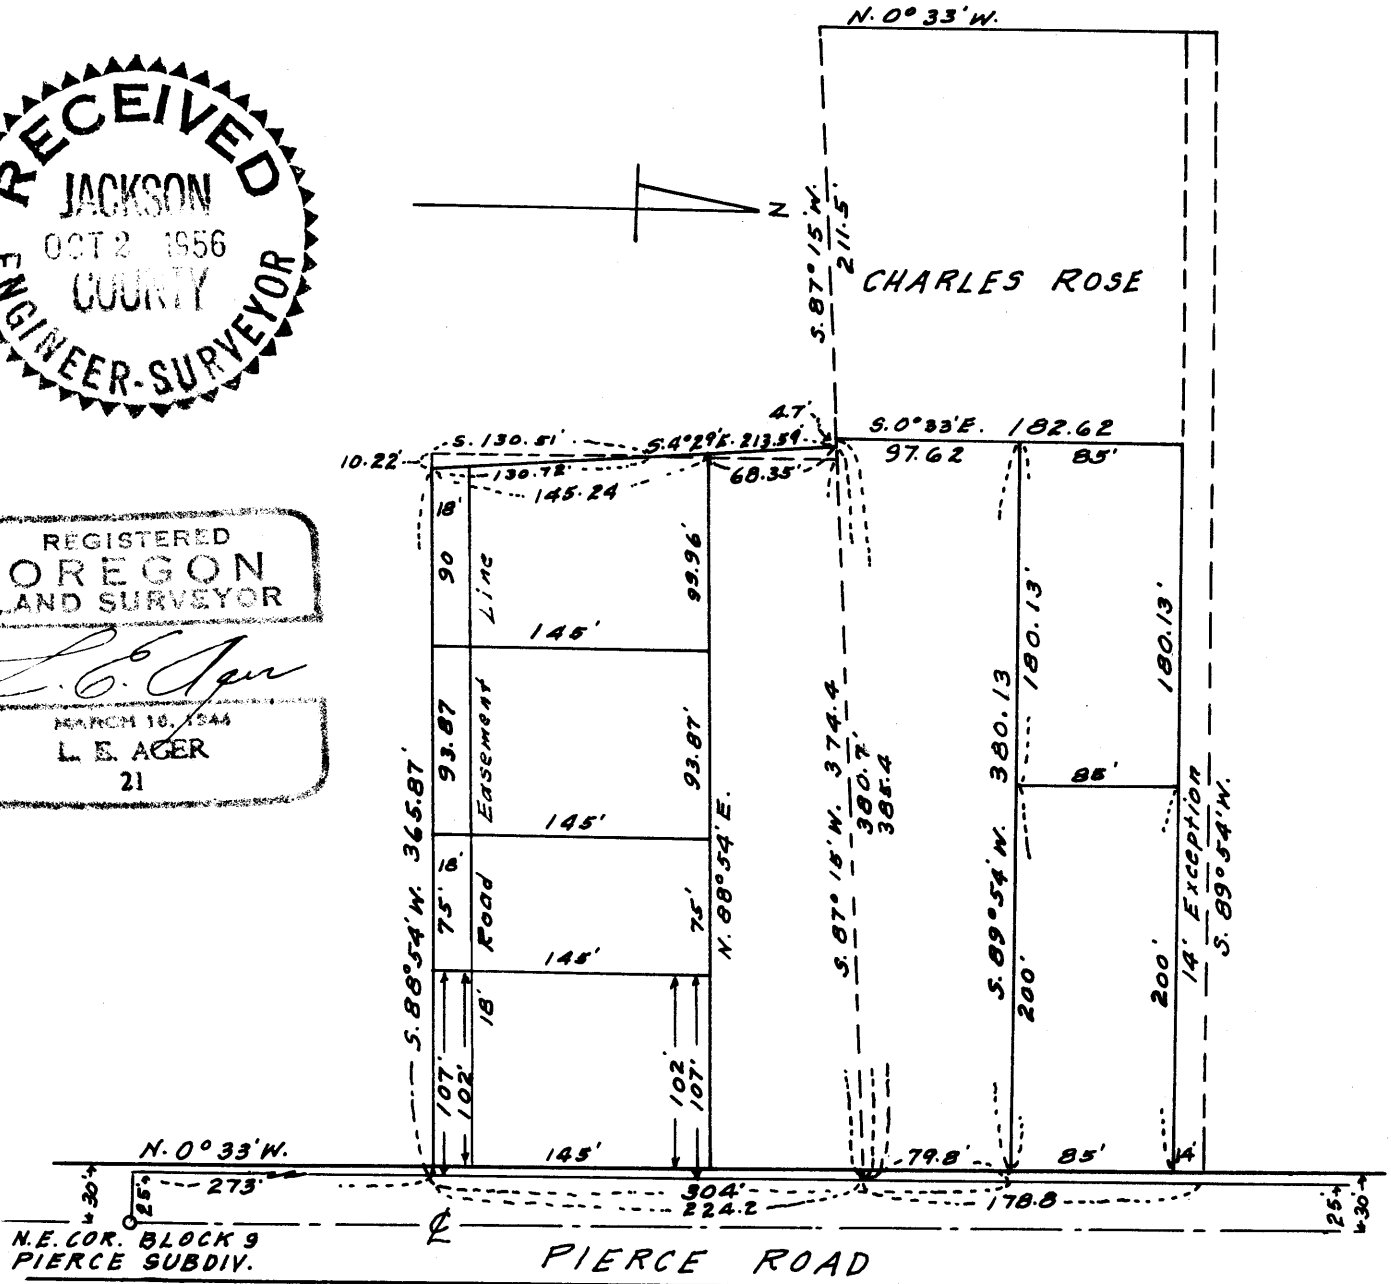 N. 0° 33' W.
RECEIVED
JACKSON
OCT 2 1956
COUNTY
ENGINEER-SURVEYOR
N
S. 87° 15' W.
211.5'
CHARLES ROSE
4.7'
S. 0° 33' E. 182.62
97.62
85'
S. 130.51'
S. 4° 29' E. 213.59'
10.22'
130.72'
145.24
68.35'
18'
90
Line
99.96'
145'
REGISTERED
OREGON
LAND SURVEYOR
L. E. Ager
MARCH 18, 1944
L. E. AGER
21
180.13'
180.13'
93.87
Easement
93.87'
145'
S. 88° 54' W. 365.87'
N. 88° 54' E.
S. 87° 15' W. 374.4
380.7'
385.4
S. 89° 54' W. 380.13
85'
14' Exception
S. 89° 54' W.
18'
75'
Road
75'
145'
18'
200'
200'
107'
102'
102'
107'
N. 0° 33' W.
145'
79.8'
85'
14'
273'
304'
224.2
178.8
30'
25'
25'
30'
N.E. COR. BLOCK 9
PIERCE SUBDIV.
℄
PIERCE ROAD